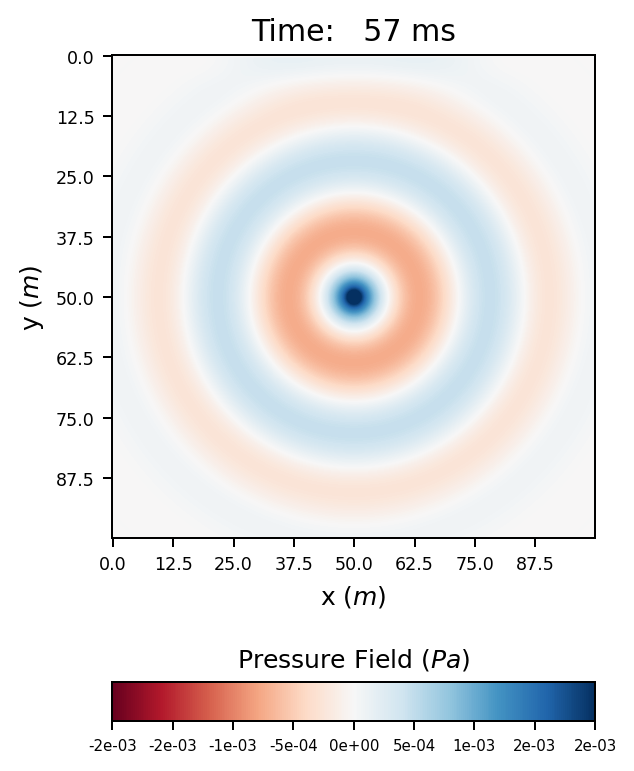 Time:   57 ms
0.0
12.5
25.0
37.5
50.0
62.5
75.0
87.5
y (m)
0.0 12.5 25.0 37.5 50.0 62.5 75.0 87.5
x (m)
Pressure Field (Pa)
-2e-03 -2e-03 -1e-03 -5e-04 0e+00 5e-04 1e-03 2e-03 2e-03